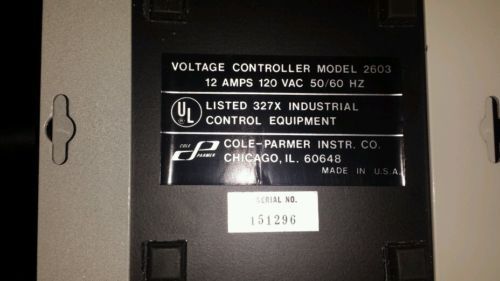 VOLTAGE CONTROLLER MODEL 2603
12 AMPS 120 VAC 50/60 HZ
UL
LISTED 327X INDUSTRIAL
CONTROL EQUIPMENT
COLE
PARMER
COLE-PARMER INSTR. CO.
CHICAGO, IL. 60648
MADE IN U.S.A.
SERIAL NO.
151296